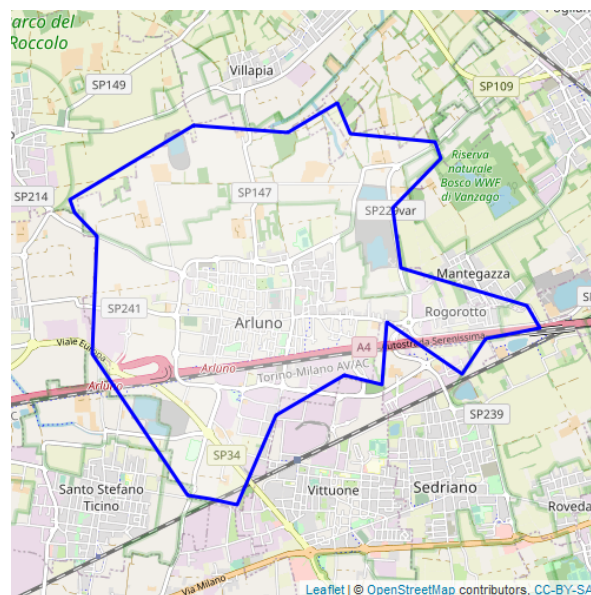 Parco del
Roccolo
SP149
Villapia
SP109
SP214
SP147
Riserva
naturale
Bosco WWF
di Vanzago
SP229var
Mantegazza
SP241
Arluno
Rogorotto
Viale Europa
A4
Autostrada Serenissima
Arluno
Arluno
Torino-Milano AV/AC
SP239
SP34
Santo Stefano
Ticino
Vittuone
Sedriano
Via Milano
Leaflet | © OpenStreetMap contributors, CC-BY-SA